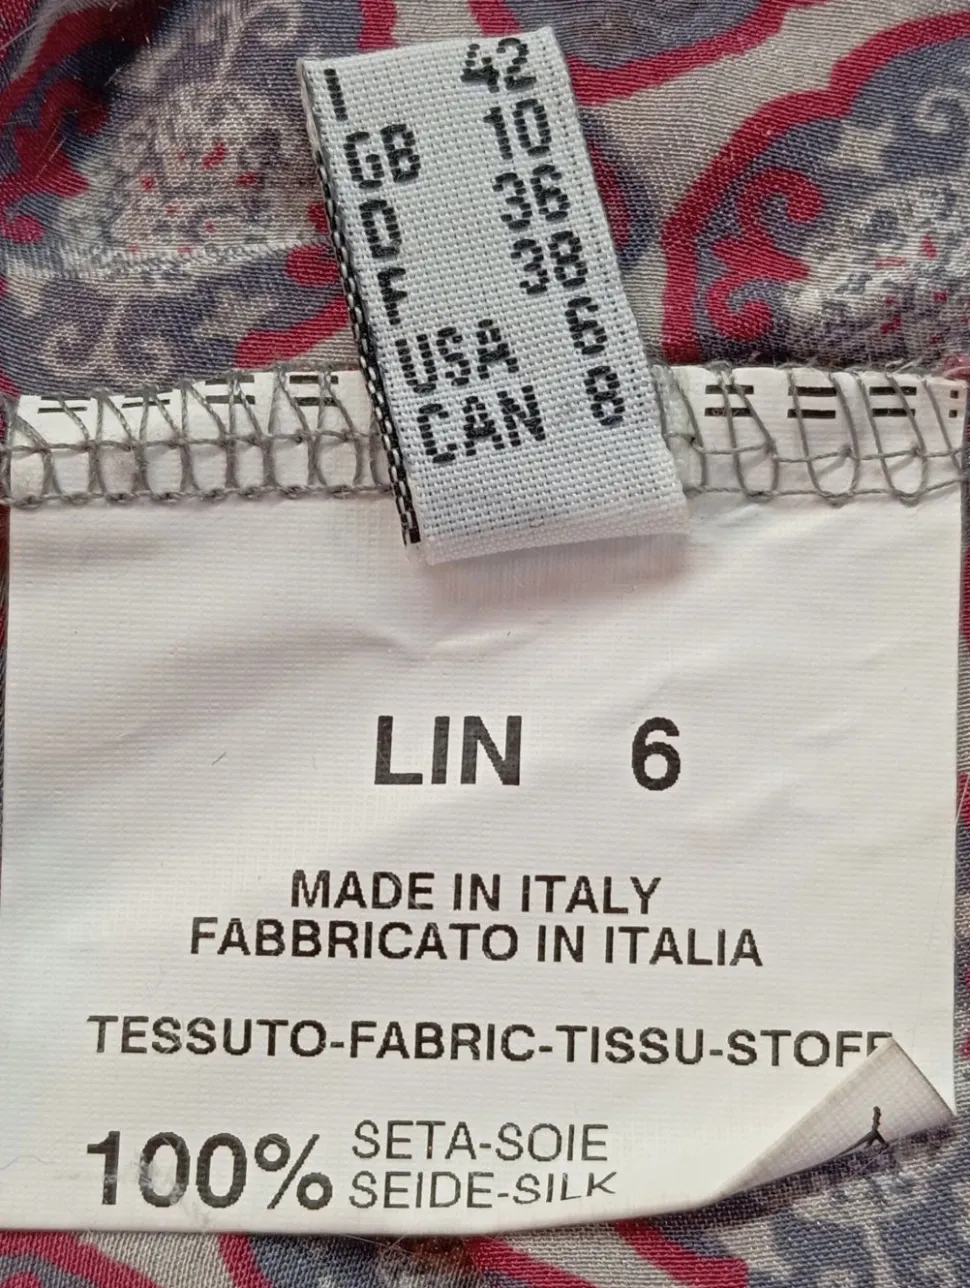 I 42
GB 10
D 36
F 38
USA 6
CAN 8
LIN 6
MADE IN ITALY
FABBRICATO IN ITALIA
TESSUTO-FABRIC-TISSU-STOFF
100% SETA-SOIE
SEIDE-SILK